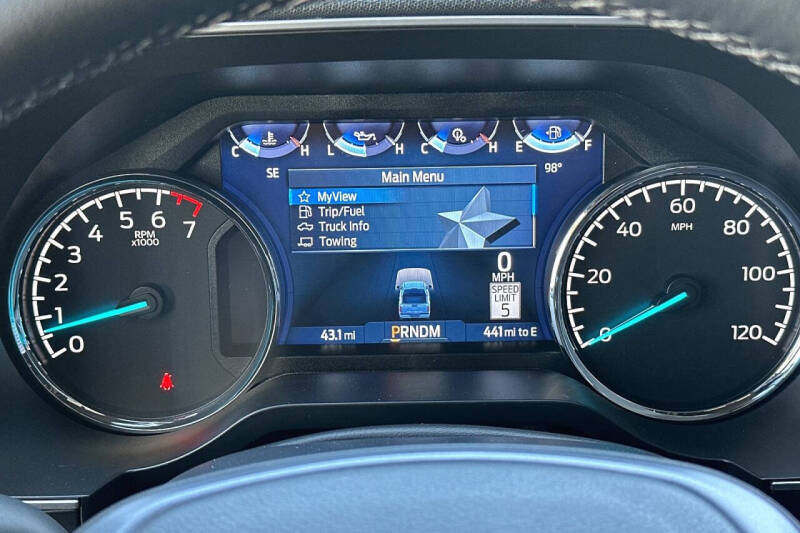 C H L H C H E F
SE
98°
Main Menu
MyView
Trip/Fuel
Truck Info
Towing
0
MPH
SPEED
LIMIT
5
43.1 mi
PRNDM
441 mi to E
0 1 2 3 4 5 6 7
RPM
x1000
0 20 40 60 80 100 120
MPH